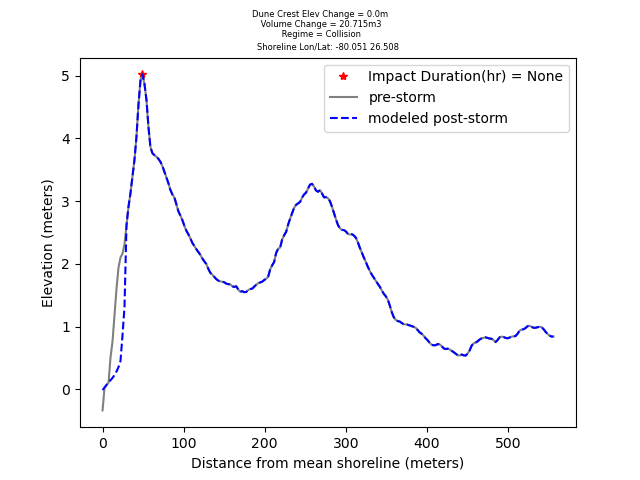 Dune Crest Elev Change = 0.0m
Volume Change = 20.715m3
Regime = Collision
Shoreline Lon/Lat: -80.051 26.508
Impact Duration(hr) = None
pre-storm
modeled post-storm
Elevation (meters)
5
4
3
2
1
0
0 100 200 300 400 500
Distance from mean shoreline (meters)